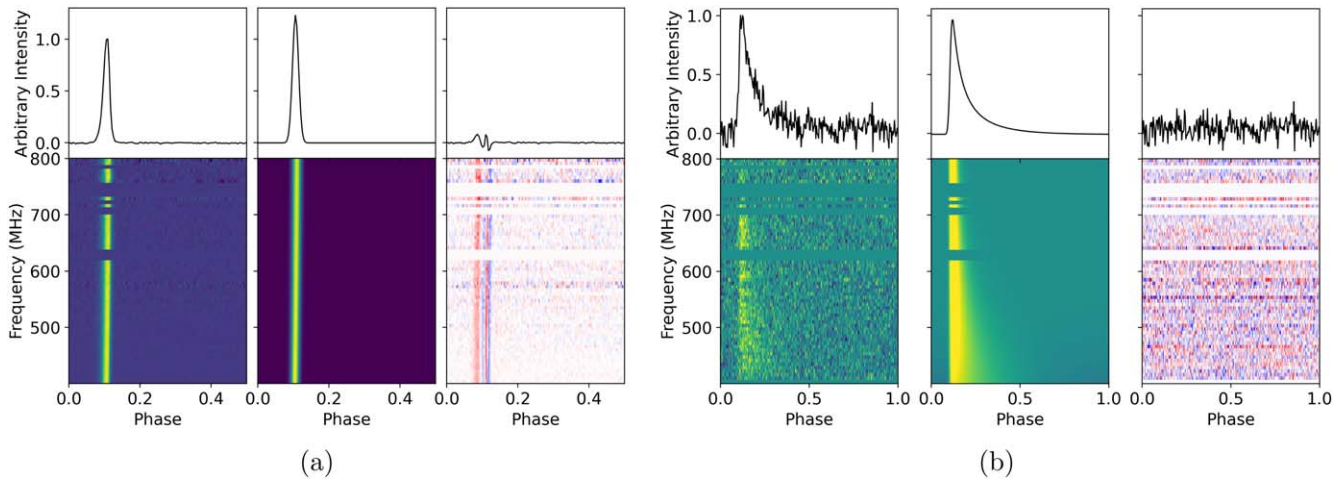 Arbitrary Intensity
1.0
0.5
0.0
Frequency (MHz)
800
700
600
500
0.0 0.2 0.4 0.0 0.2 0.4 0.0 0.2 0.4
Phase Phase Phase
(a)
Arbitrary Intensity
1.0
0.5
0.0
Frequency (MHz)
800
700
600
500
0.0 0.5 1.0 0.0 0.5 1.0 0.0 0.5 1.0
Phase Phase Phase
(b)